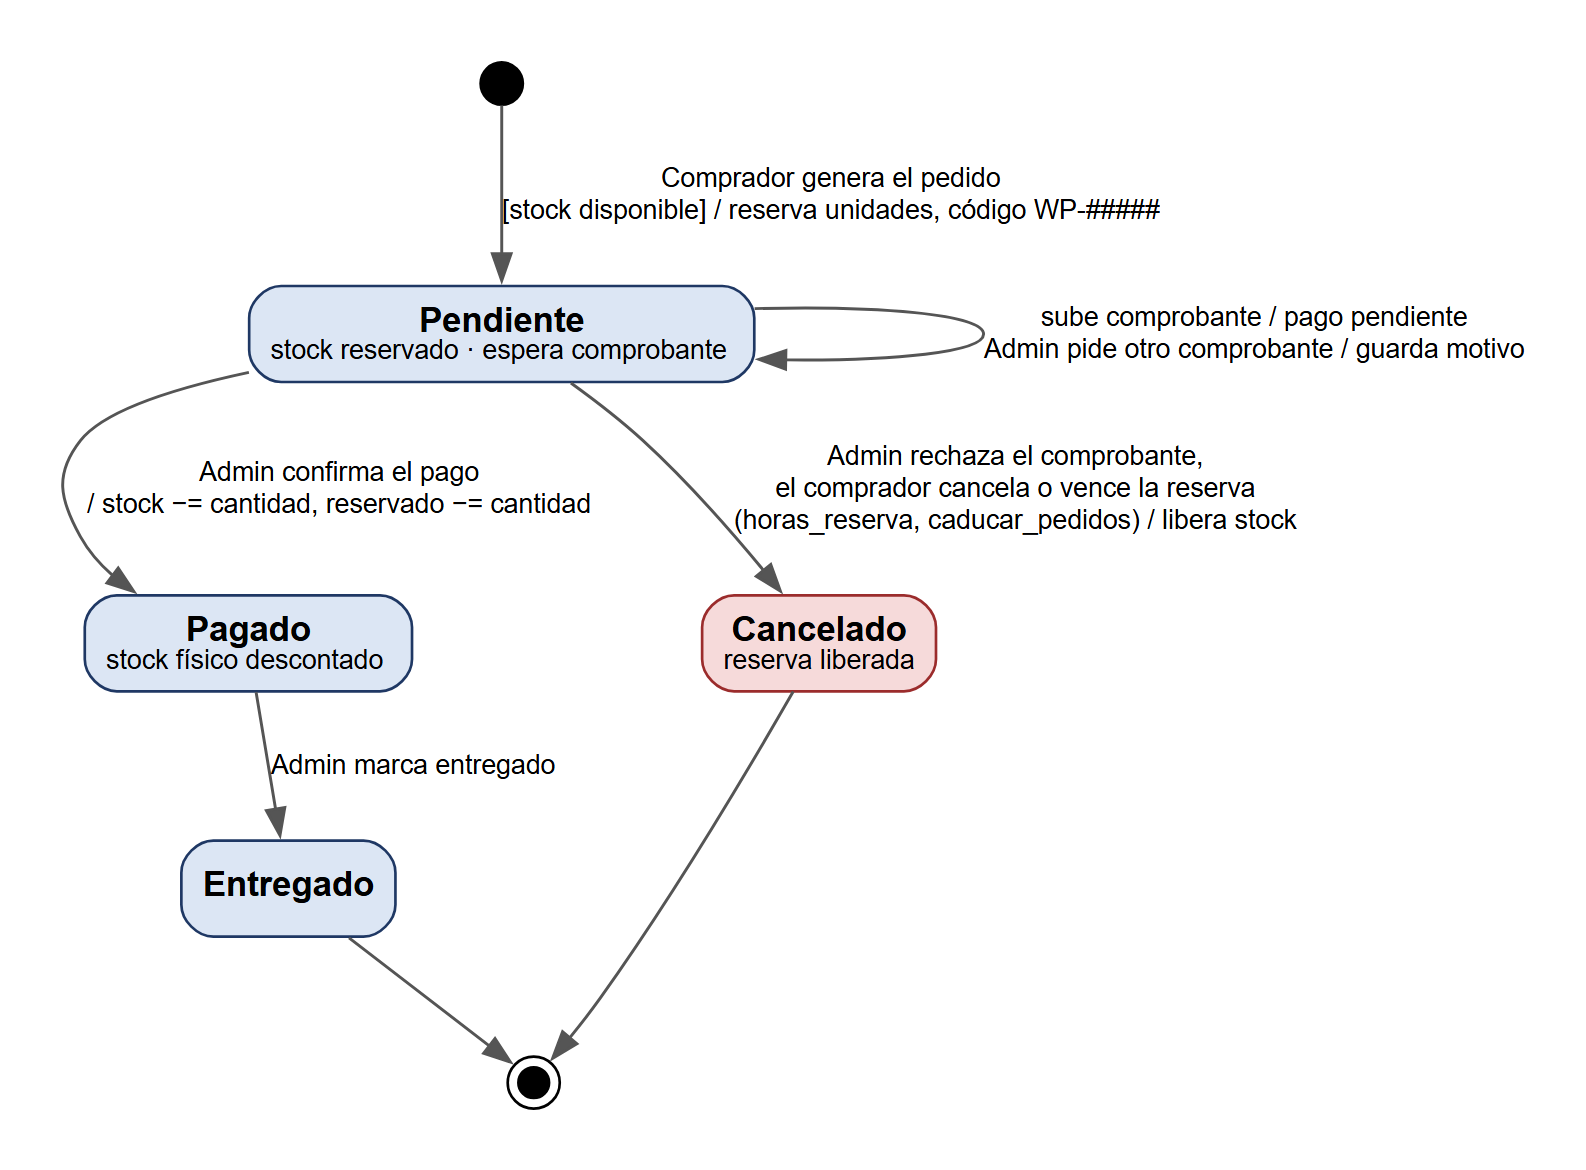 Comprador genera el pedido
[stock disponible] / reserva unidades, código WP-#####
Pendiente
stock reservado · espera comprobante
sube comprobante / pago pendiente
Admin pide otro comprobante / guarda motivo
Admin confirma el pago
/ stock −= cantidad, reservado −= cantidad
Admin rechaza el comprobante,
el comprador cancela o vence la reserva
(horas_reserva, caducar_pedidos) / libera stock
Pagado
stock físico descontado
Cancelado
reserva liberada
Admin marca entregado
Entregado